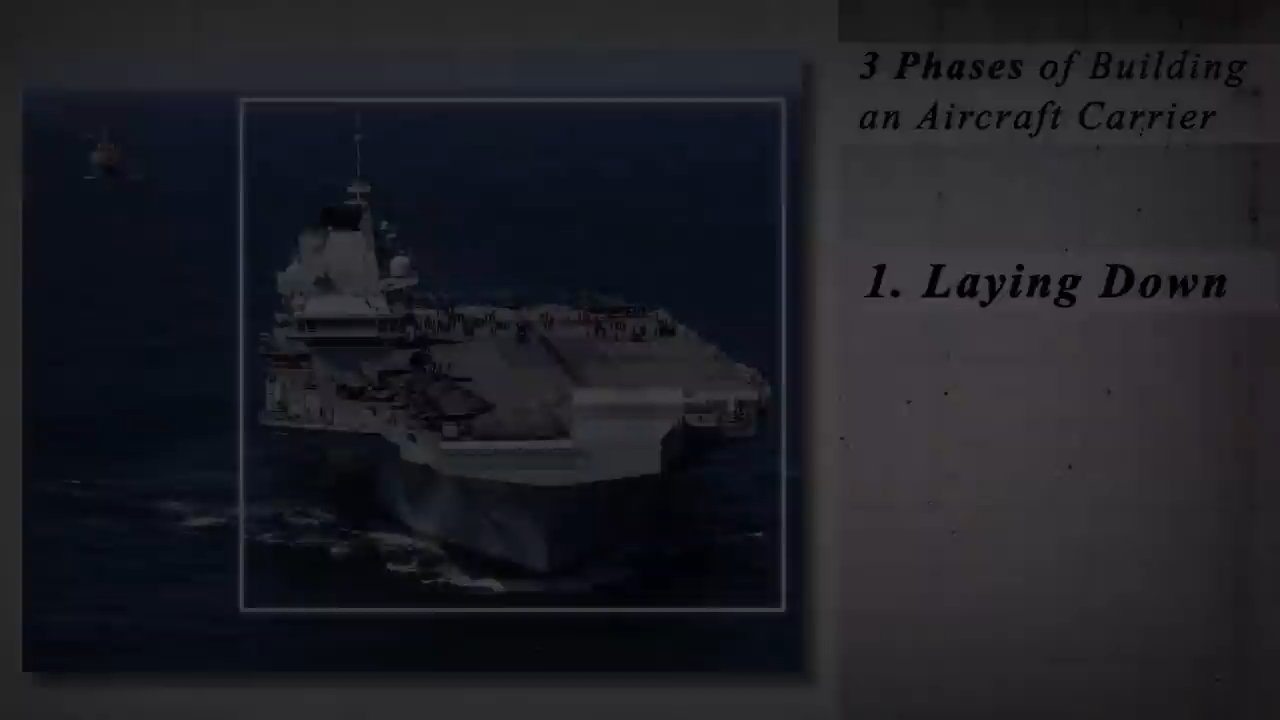 3 Phases of Building
an Aircraft Carrier
1. Laying Down